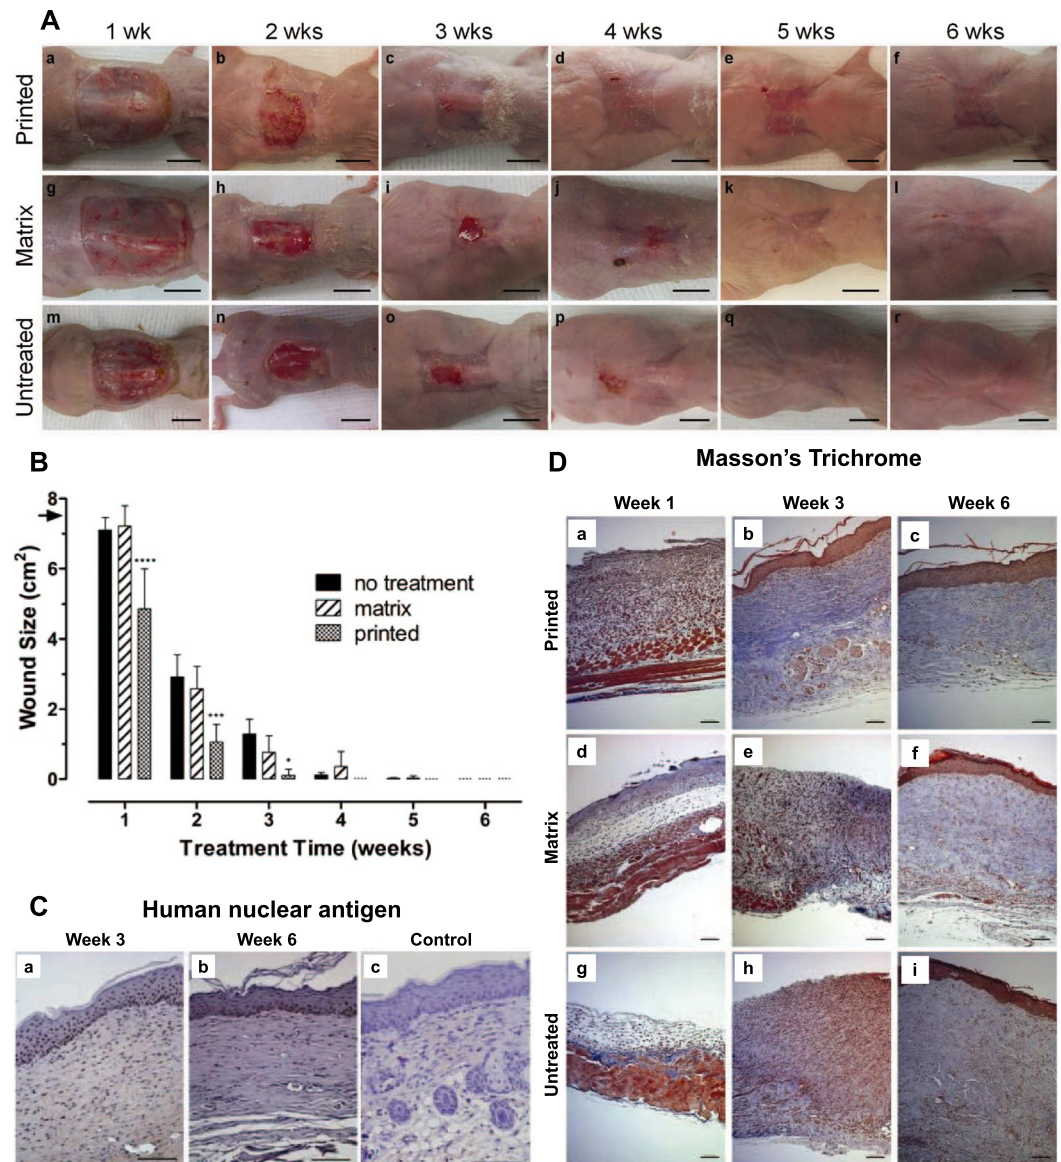 A
1 wk 2 wks 3 wks 4 wks 5 wks 6 wks
Printed
a b c d e f
Matrix
g h i j k l
Untreated
m n o p q r
B
Wound Size (cm²)
8
6
4
2
0
****
***
*
no treatment
matrix
printed
1 2 3 4 5 6
Treatment Time (weeks)
C
Human nuclear antigen
Week 3 Week 6 Control
a b c
D
Masson's Trichrome
Week 1 Week 3 Week 6
Printed
a b c
Matrix
d e f
Untreated
g h i